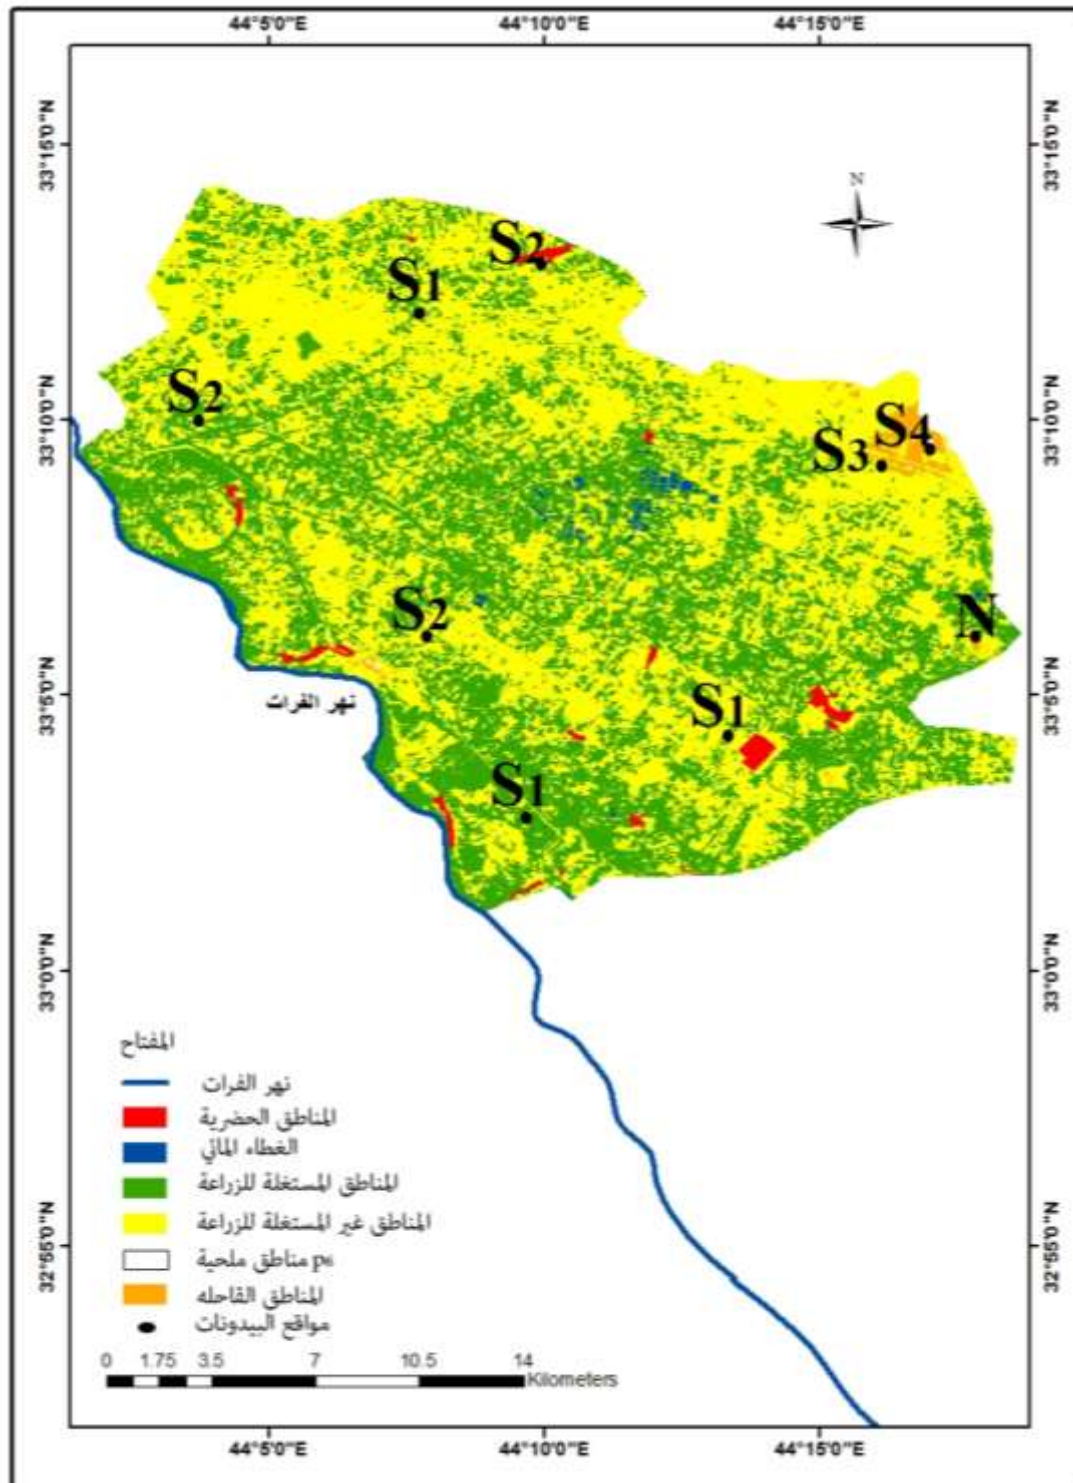 44°5'0"E 44°10'0"E 44°15'0"E
33°15'0"N 33°15'0"N
N
S2
S1
S2
33°10'0"N 33°10'0"N
S4
S3
S2
N
33°5'0"N 33°5'0"N
نهر الفرات
S1
S1
33°0'0"N 33°0'0"N
المفتاح
نهر الفرات
المناطق الحضرية
الغطاء المائي
المناطق المستغلة للزراعة
المناطق غير المستغلة للزراعة
مناطق ملحية p6
المناطق القاحله
مواقع البيدونات
32°55'0"N 32°55'0"N
0 1.75 3.5 7 10.5 14
Kilometers
44°5'0"E 44°10'0"E 44°15'0"E